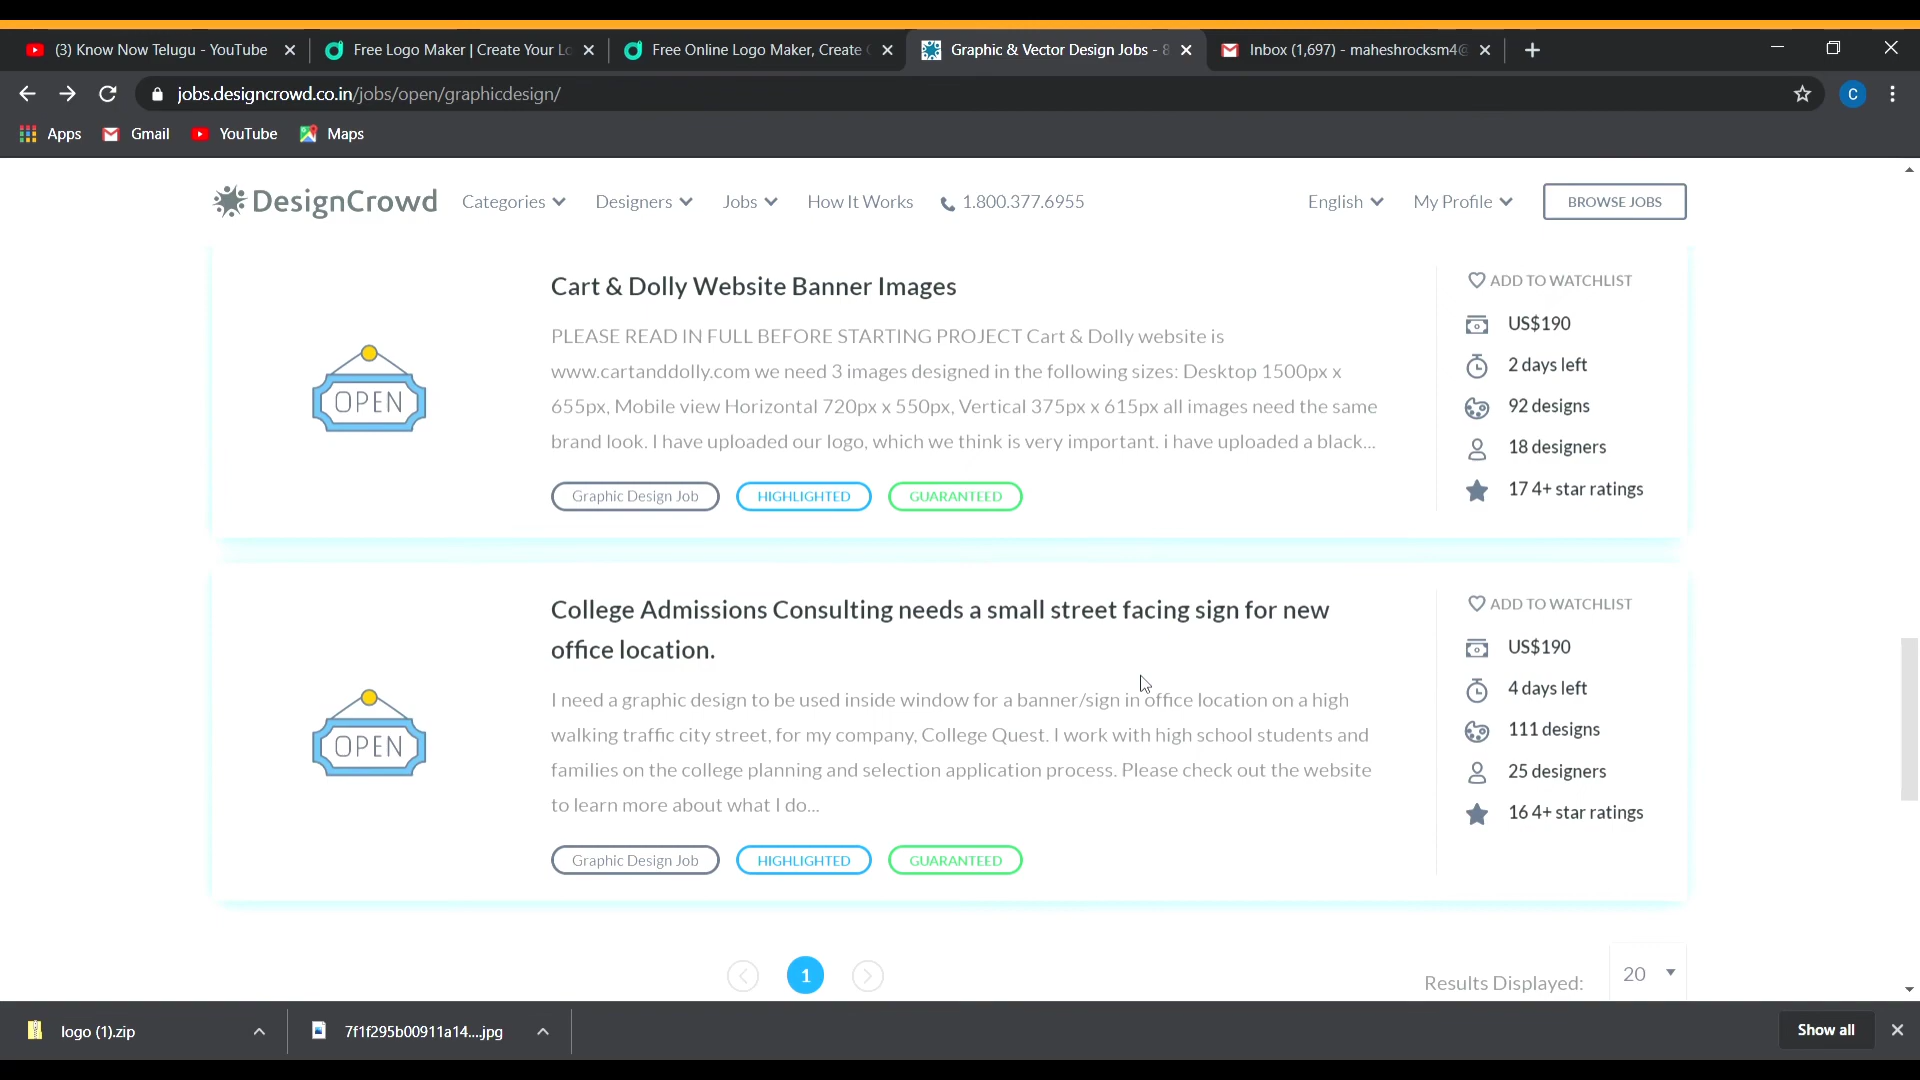 (3) Know Now Telugu - YouTube
Free Logo Maker | Create Your Lo
Free Online Logo Maker, Create
Graphic & Vector Design Jobs - 8
Inbox (1,697) - maheshrocksm4@
jobs.designcrowd.co.in/jobs/open/graphicdesign/
C
Apps
Gmail
YouTube
Maps
DesignCrowd
Categories
Designers
Jobs
How It Works
1.800.377.6955
English
My Profile
BROWSE JOBS
OPEN
Cart & Dolly Website Banner Images
PLEASE READ IN FULL BEFORE STARTING PROJECT Cart & Dolly website is
www.cartanddolly.com we need 3 images designed in the following sizes: Desktop 1500px x
655px, Mobile view Horizontal 720px x 550px, Vertical 375px x 615px all images need the same
brand look. I have uploaded our logo, which we think is very important. i have uploaded a black...
Graphic Design Job
HIGHLIGHTED
GUARANTEED
ADD TO WATCHLIST
US$190
2 days left
92 designs
18 designers
17 4+ star ratings
OPEN
College Admissions Consulting needs a small street facing sign for new
office location.
I need a graphic design to be used inside window for a banner/sign in office location on a high
walking traffic city street, for my company, College Quest. I work with high school students and
families on the college planning and selection application process. Please check out the website
to learn more about what I do...
Graphic Design Job
HIGHLIGHTED
GUARANTEED
ADD TO WATCHLIST
US$190
4 days left
111 designs
25 designers
16 4+ star ratings
1
Results Displayed:
20
logo (1).zip
7f1f295b00911a14....jpg
Show all